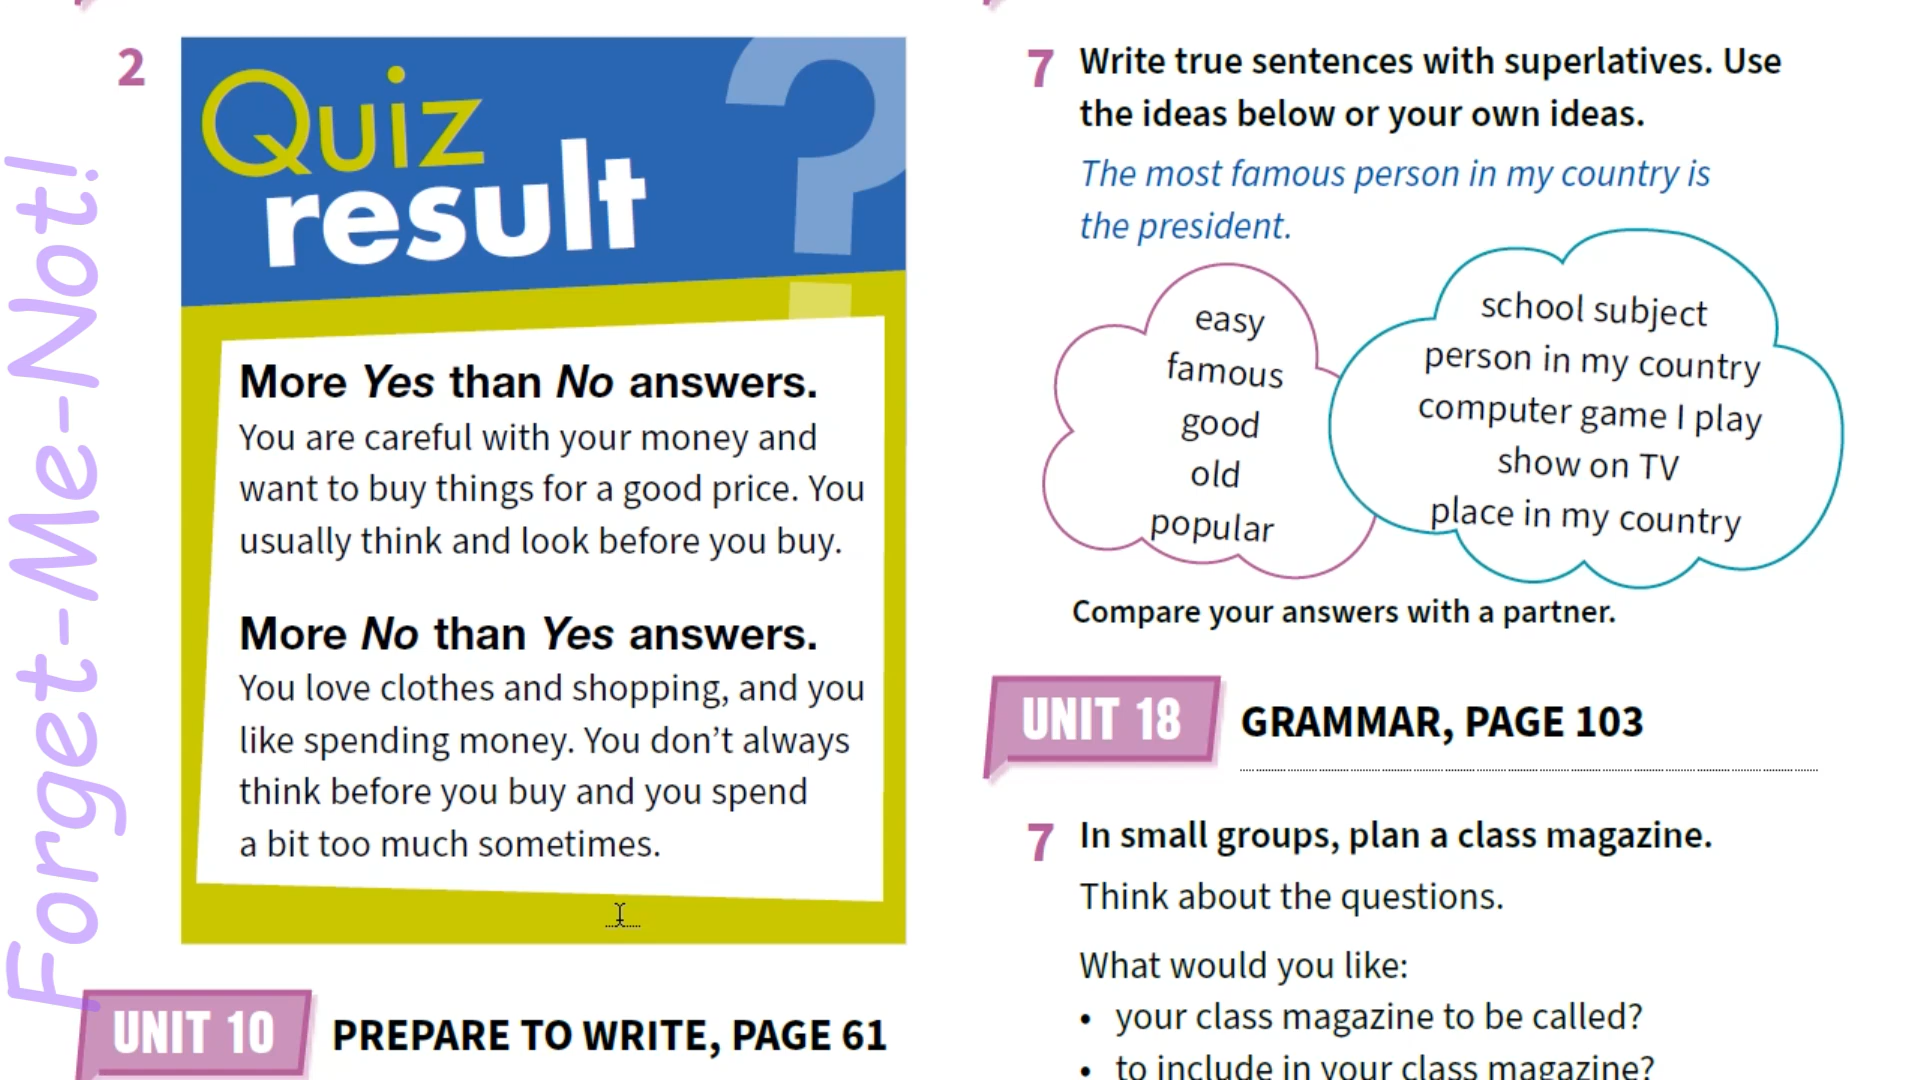 Forget-Me-Not!
2
Quiz
result
?
More Yes than No answers.
You are careful with your money and
want to buy things for a good price. You
usually think and look before you buy.
More No than Yes answers.
You love clothes and shopping, and you
like spending money. You don’t always
think before you buy and you spend
a bit too much sometimes.
UNIT 10 PREPARE TO WRITE, PAGE 61
7 Write true sentences with superlatives. Use
the ideas below or your own ideas.
The most famous person in my country is
the president.
easy
famous
good
old
popular
school subject
person in my country
computer game I play
show on TV
place in my country
Compare your answers with a partner.
UNIT 18 GRAMMAR, PAGE 103
7 In small groups, plan a class magazine.
Think about the questions.
What would you like:
• your class magazine to be called?
• to include in your class magazine?